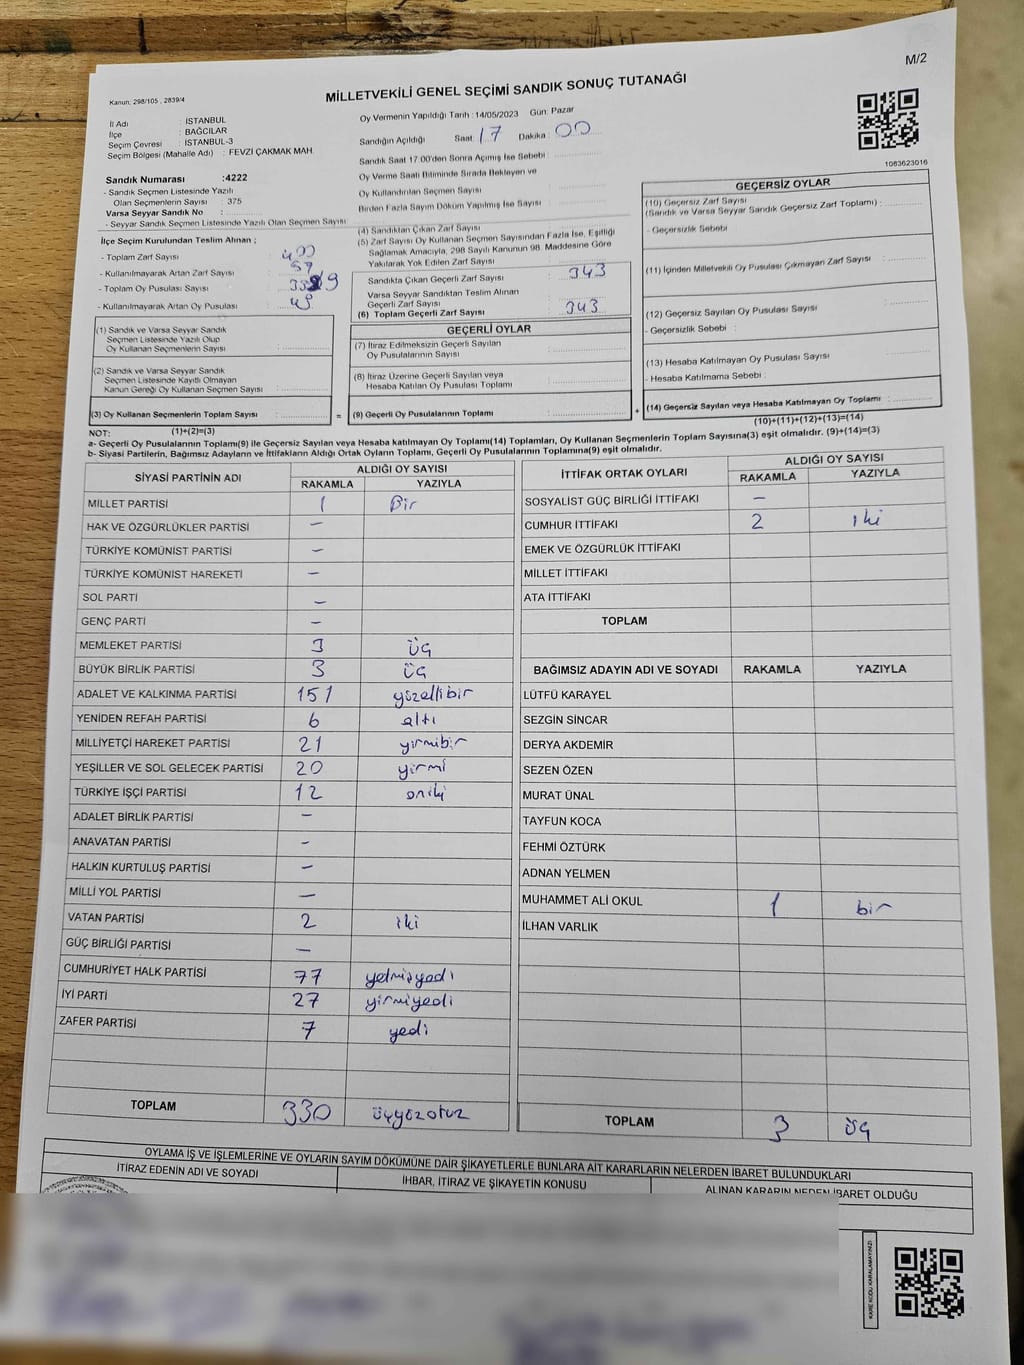 M/2
Kanun: 298/105 , 2839/4
MİLLETVEKİLİ GENEL SEÇİMİ SANDIK SONUÇ TUTANAĞI
İl Adı : İSTANBUL
İlçe : BAĞCILAR
Seçim Çevresi : İSTANBUL-3
Seçim Bölgesi (Mahalle Adı) : FEVZİ ÇAKMAK MAH.
Sandık Numarası :4222
- Sandık Seçmen Listesinde Yazılı
Olan Seçmenlerin Sayısı : 375
Varsa Seyyar Sandık No :
- Seyyar Sandık Seçmen Listesinde Yazılı Olan Seçmen Sayısı
İlçe Seçim Kurulundan Teslim Alınan ;
- Toplam Zarf Sayısı : 400
- Kullanılmayarak Artan Zarf Sayısı : 57
- Toplam Oy Pusulası Sayısı :
- Kullanılmayarak Artan Oy Pusulası :
Oy Vermenin Yapıldığı Tarih : 14/05/2023 Gün: Pazar
Sandığın Açıldığı Saat 17 Dakika : 00
Sandık Saat 17.00'den Sonra Açmış İse Sebebi :
Oy Verme Saati Bitiminde Sırada Bekleyen ve
Oy Kullandırılan Seçmen Sayısı :
Birden Fazla Sayım Döküm Yapılmış İse Sayısı :
(4) Sandıktan Çıkan Zarf Sayısı :
(5) Zarf Sayısı Oy Kullanan Seçmen Sayısından Fazla İse, Eşitliği
Sağlamak Amacıyla, 298 Sayılı Kanunun 98. Maddesine Göre
Yakılarak Yok Edilen Zarf Sayısı :
Sandıkta Çıkan Geçerli Zarf Sayısı : 343
Varsa Seyyar Sandıktan Teslim Alınan
Geçerli Zarf Sayısı :
(6) Toplam Geçerli Zarf Sayısı : 343
1083623016
GEÇERSİZ OYLAR
(10) Geçersiz Zarf Sayısı
(Sandık ve Varsa Seyyar Sandık Geçersiz Zarf Toplamı) :
- Geçersizlik Sebebi :
(11) İçinden Milletvekili Oy Pusulası Çıkmayan Zarf Sayısı :
(12) Geçersiz Sayılan Oy Pusulası Sayısı :
- Geçersizlik Sebebi :
(13) Hesaba Katılmayan Oy Pusulası Sayısı :
- Hesaba Katılmama Sebebi :
(14) Geçersiz Sayılan veya Hesaba Katılmayan Oy Toplamı :
(10)+(11)+(12)+(13)=(14)
(1) Sandık ve Varsa Seyyar Sandık
Seçmen Listesinde Yazılı Olup
Oy Kullanan Seçmenlerin Sayısı :
(2) Sandık ve Varsa Seyyar Sandık
Seçmen Listesinde Kayıtlı Olmayan
Kanun Gereği Oy Kullanan Seçmen Sayısı :
(3) Oy Kullanan Seçmenlerin Toplam Sayısı :
(1)+(2)=(3)
GEÇERLİ OYLAR
(7) İtiraz Edilmeksizin Geçerli Sayılan
Oy Pusulalarının Sayısı :
(8) İtiraz Üzerine Geçerli Sayılan veya
Hesaba Katılan Oy Pusulası Toplamı :
= (9) Geçerli Oy Pusulalarının Toplamı : +
NOT:
a- Geçerli Oy Pusulalarının Toplamı(9) ile Geçersiz Sayılan veya Hesaba katılmayan Oy Toplamı(14) Toplamları, Oy Kullanan Seçmenlerin Toplam Sayısına(3) eşit olmalıdır. (9)+(14)=(3)
b- Siyasi Partilerin, Bağımsız Adayların ve İttifakların Aldığı Ortak Oyların Toplamı, Geçerli Oy Pusulalarının Toplamına(9) eşit olmalıdır.
SİYASİ PARTİNİN ADI ALDIĞI OY SAYISI
RAKAMLA YAZIYLA
MİLLET PARTİSİ 1 Bir
HAK VE ÖZGÜRLÜKLER PARTİSİ –
TÜRKİYE KOMÜNİST PARTİSİ –
TÜRKİYE KOMÜNİST HAREKETİ –
SOL PARTİ –
GENÇ PARTİ –
MEMLEKET PARTİSİ 3 üç
BÜYÜK BİRLİK PARTİSİ 3 üç
ADALET VE KALKINMA PARTİSİ 151 yüzellibir
YENİDEN REFAH PARTİSİ 6 altı
MİLLİYETÇİ HAREKET PARTİSİ 21 yirmibir
YEŞİLLER VE SOL GELECEK PARTİSİ 20 yirmi
TÜRKİYE İŞÇİ PARTİSİ 12 oniki
ADALET BİRLİK PARTİSİ –
ANAVATAN PARTİSİ –
HALKIN KURTULUŞ PARTİSİ –
MİLLİ YOL PARTİSİ –
VATAN PARTİSİ 2 iki
GÜÇ BİRLİĞİ PARTİSİ –
CUMHURİYET HALK PARTİSİ 77 yetmişyedi
İYİ PARTİ 27 yirmiyedi
ZAFER PARTİSİ 7 yedi
TOPLAM 330 üçyüzotuz
İTTİFAK ORTAK OYLARI ALDIĞI OY SAYISI
RAKAMLA YAZIYLA
SOSYALİST GÜÇ BİRLİĞİ İTTİFAKI –
CUMHUR İTTİFAKI 2 iki
EMEK VE ÖZGÜRLÜK İTTİFAKI
MİLLET İTTİFAKI
ATA İTTİFAKI
TOPLAM
BAĞIMSIZ ADAYIN ADI VE SOYADI RAKAMLA YAZIYLA
LÜTFÜ KARAYEL
SEZGİN SİNCAR
DERYA AKDEMİR
SEZEN ÖZEN
MURAT ÜNAL
TAYFUN KOCA
FEHMİ ÖZTÜRK
ADNAN YELMEN
MUHAMMET ALİ OKUL 1 bir
İLHAN VARLIK
TOPLAM 3 üç
OYLAMA İŞ VE İŞLEMLERİNE VE OYLARIN SAYIM DÖKÜMÜNE DAİR ŞİKAYETLERLE BUNLARA AİT KARARLARIN NELERDEN İBARET BULUNDUKLARI
İTİRAZ EDENİN ADI VE SOYADI İHBAR, İTİRAZ VE ŞİKAYETİN KONUSU ALINAN KARARIN NEDEN İBARET OLDUĞU
KARE KODU KARALAMAYINIZ!